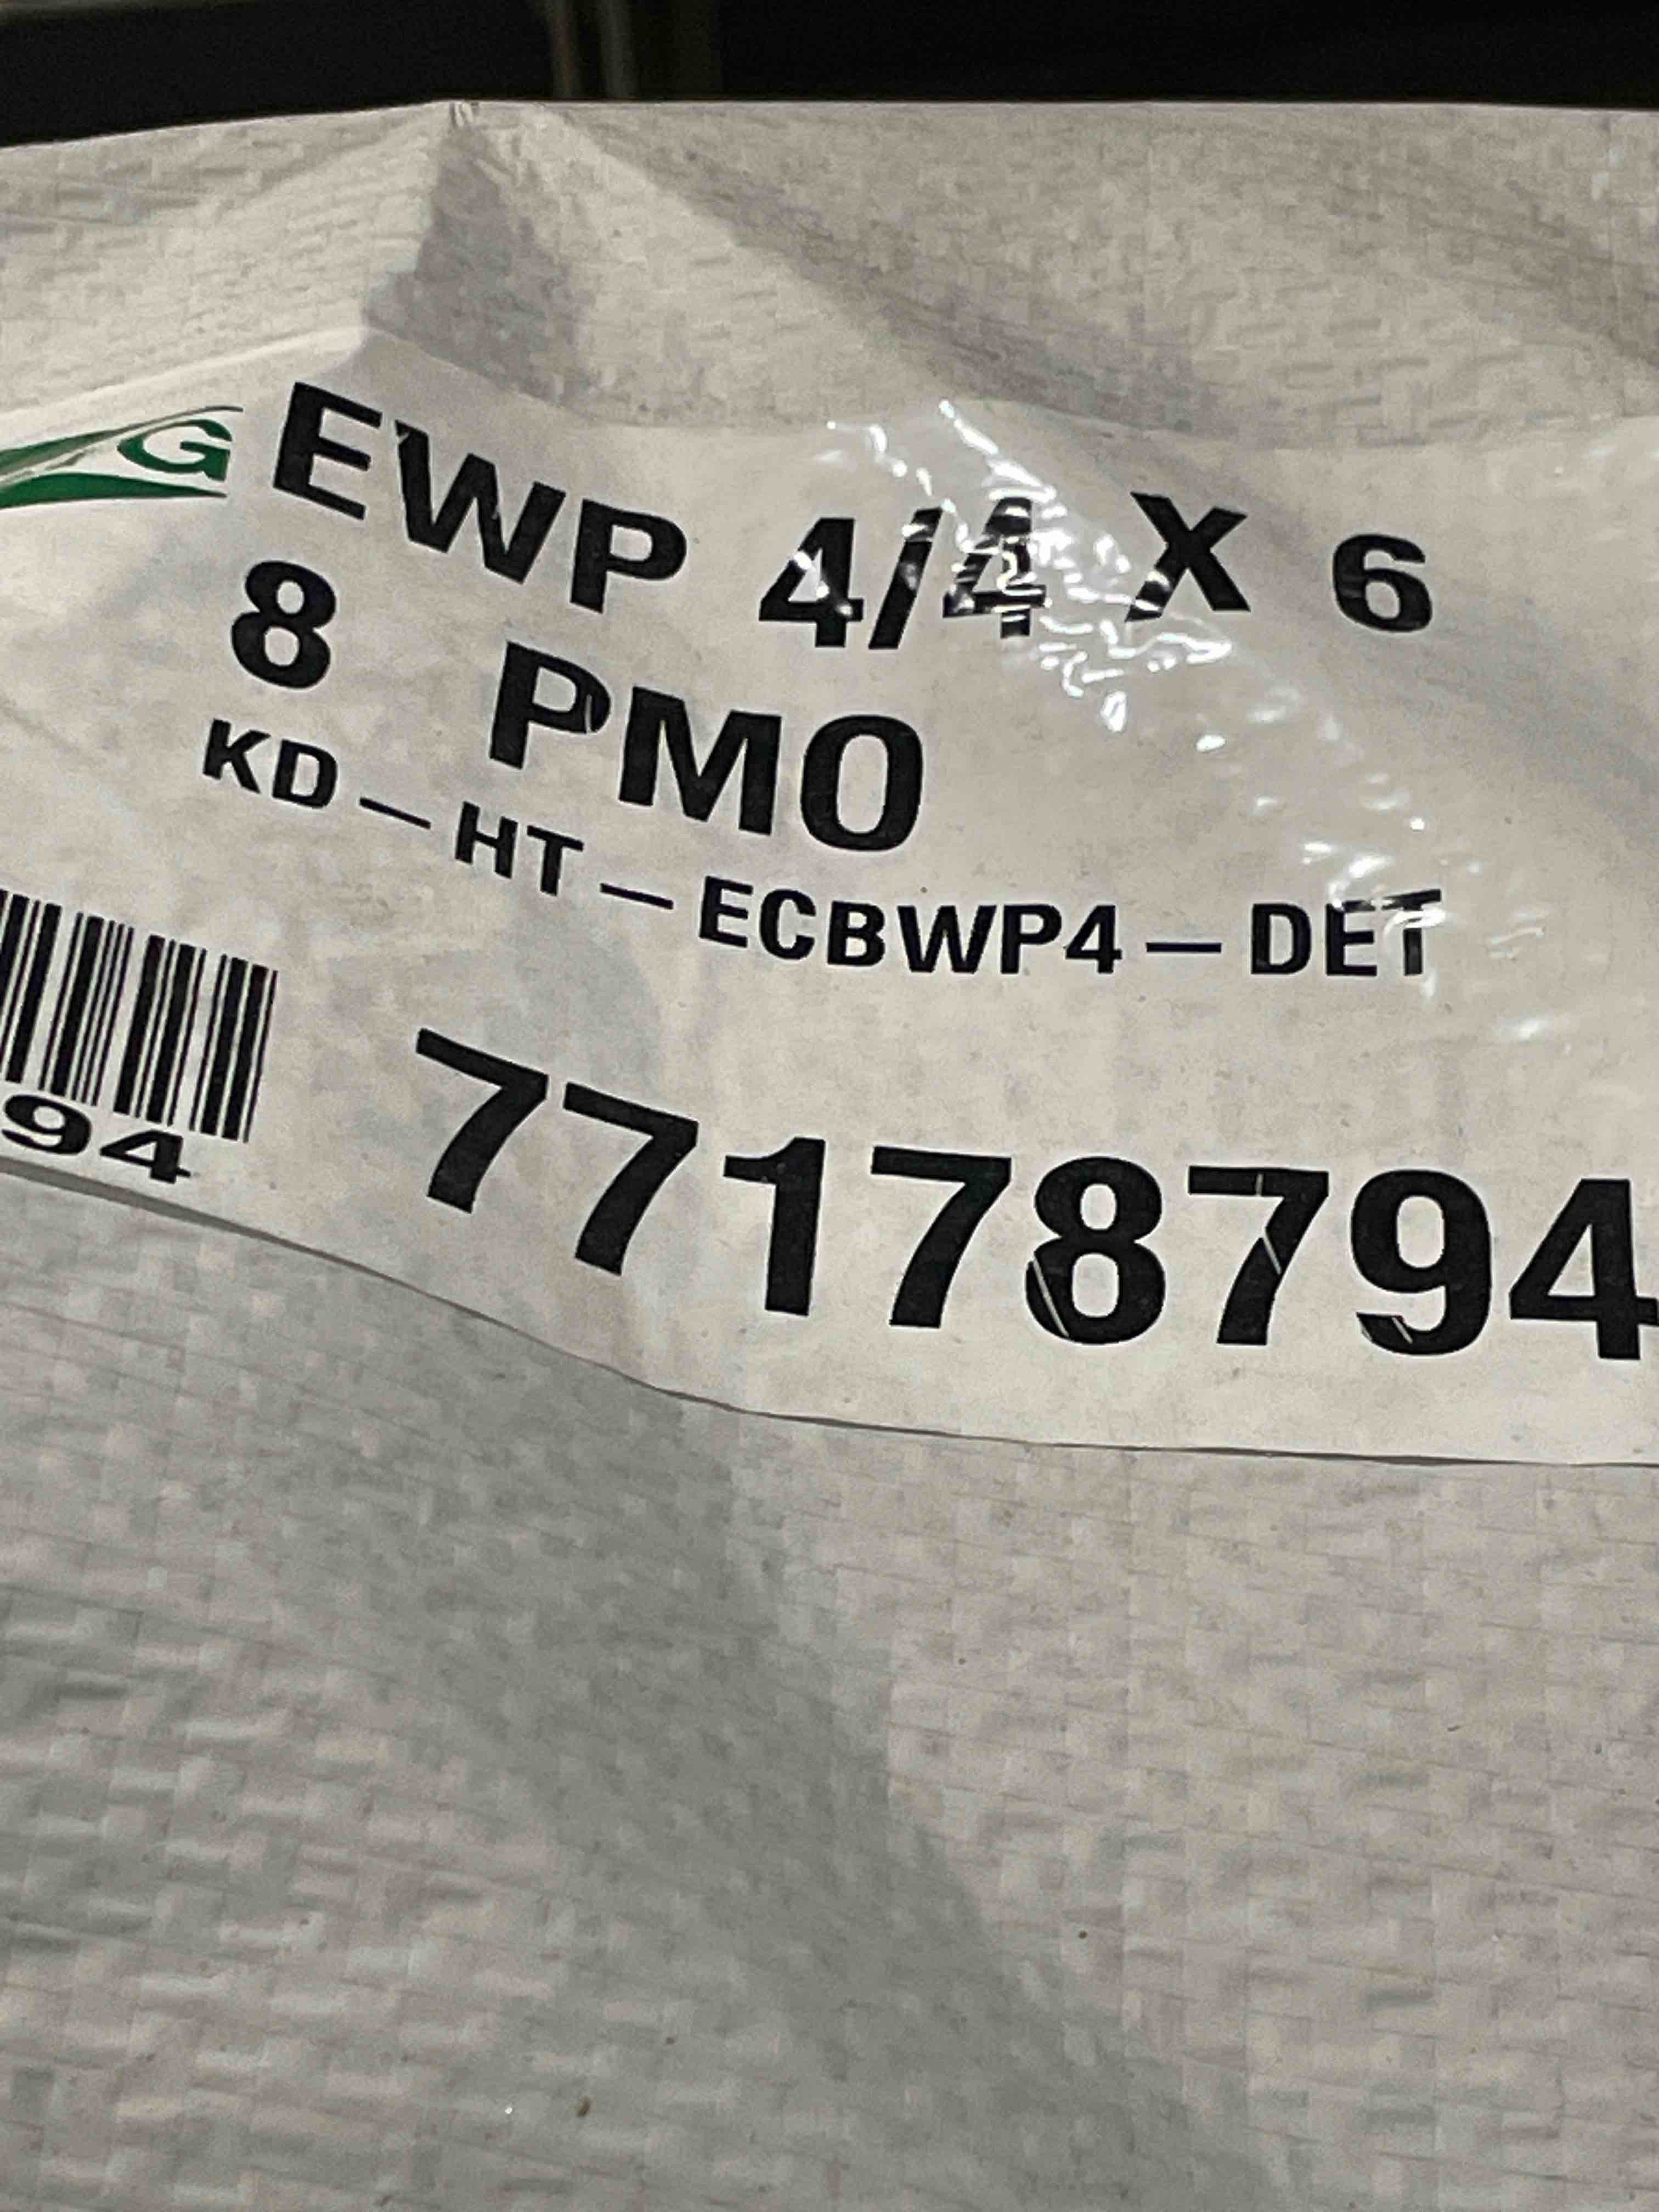 G
EWP 4/4 X 6
8 PMO
KD-HT-ECBWP4-DET
94
77178794